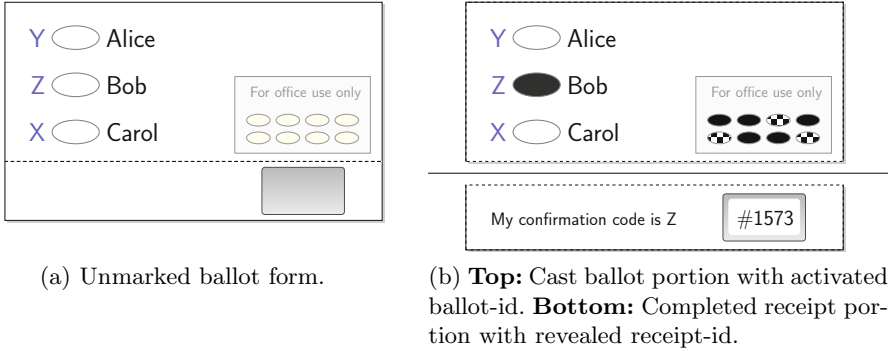 Y Alice
Z Bob
X Carol
For office use only
(a) Unmarked ballot form.
Y Alice
Z Bob
X Carol
For office use only
My confirmation code is Z #1573
(b) Top: Cast ballot portion with activated
ballot-id. Bottom: Completed receipt por-
tion with revealed receipt-id.